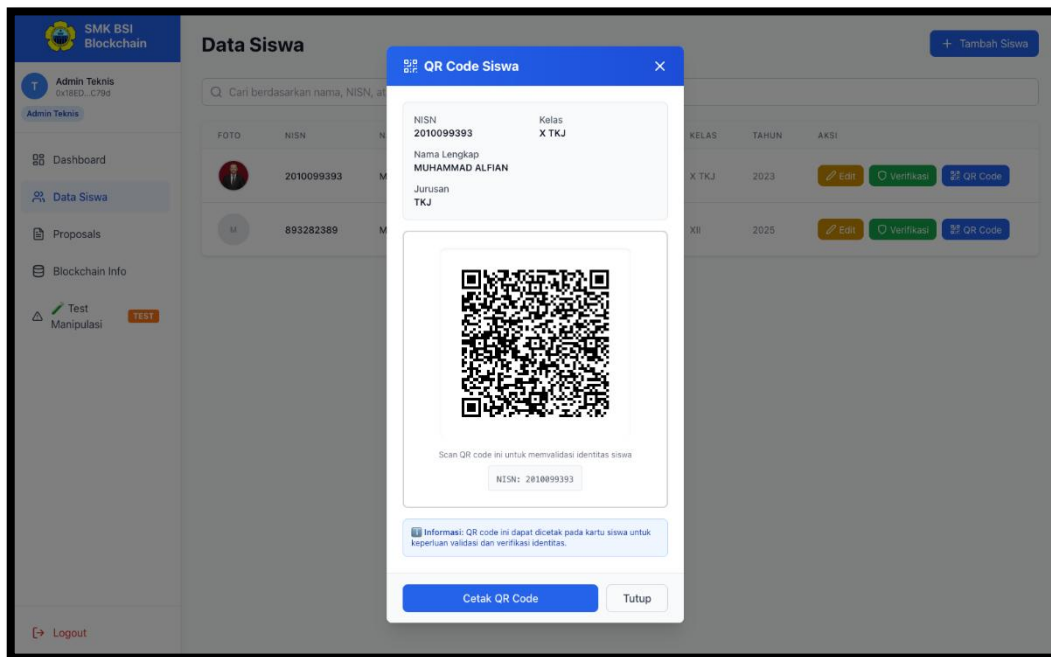 SMK BSI
Blockchain
T
Admin Teknis
0x18ED...C79d
Admin Teknis
Dashboard
Data Siswa
Proposals
Blockchain Info
Test
Manipulasi
TEST
Logout
Data Siswa
+ Tambah Siswa
Cari berdasarkan nama, NISN, at
FOTO NISN N KELAS TAHUN AKSI
2010099393 M X TKJ 2023 Edit Verifikasi QR Code
M 893282389 M XII 2025 Edit Verifikasi QR Code
QR Code Siswa
NISN Kelas
2010099393 X TKJ
Nama Lengkap
MUHAMMAD ALFIAN
Jurusan
TKJ
Scan QR code ini untuk memvalidasi identitas siswa
NISN: 2010099393
Informasi: QR code ini dapat dicetak pada kartu siswa untuk
keperluan validasi dan verifikasi identitas.
Cetak QR Code Tutup